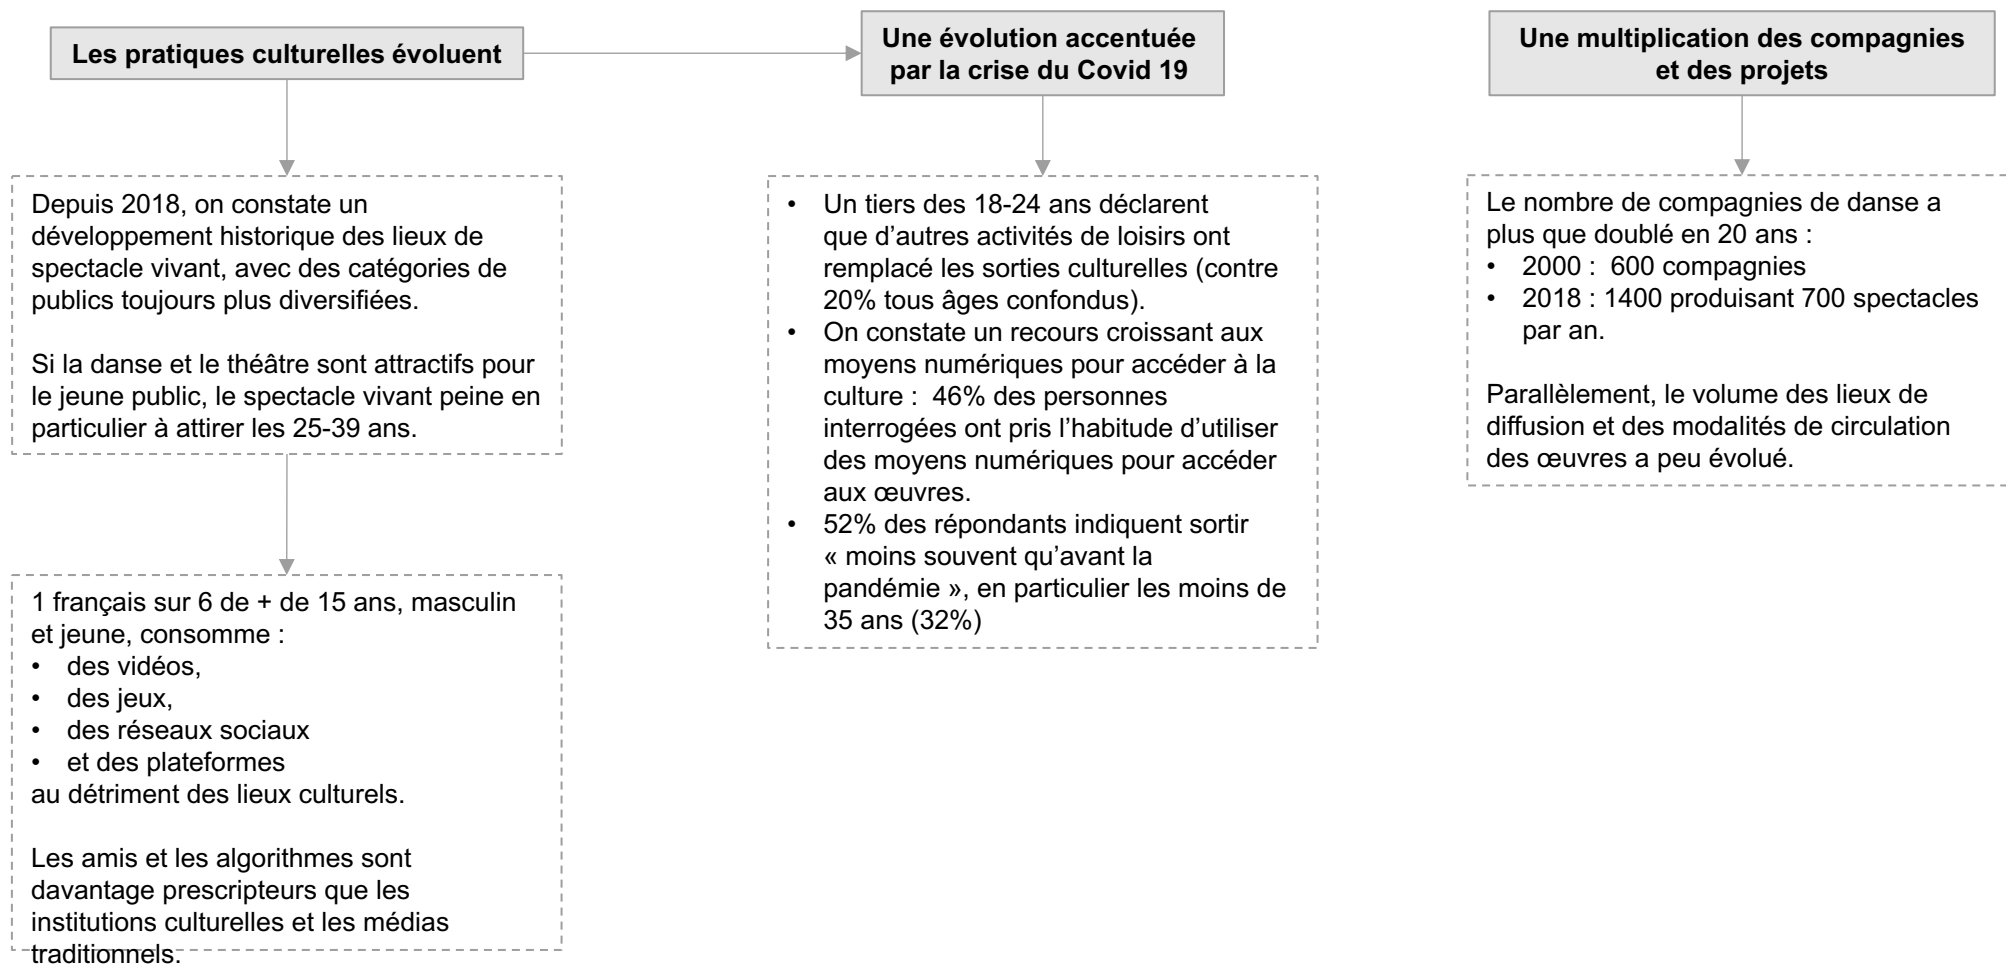 Les pratiques culturelles évoluent
Depuis 2018, on constate un
développement historique des lieux de
spectacle vivant, avec des catégories de
publics toujours plus diversifiées.
Si la danse et le théâtre sont attractifs pour
le jeune public, le spectacle vivant peine en
particulier à attirer les 25-39 ans.
1 français sur 6 de + de 15 ans, masculin
et jeune, consomme :
• des vidéos,
• des jeux,
• des réseaux sociaux
• et des plateformes
au détriment des lieux culturels.
Les amis et les algorithmes sont
davantage prescripteurs que les
institutions culturelles et les médias
traditionnels.
Une évolution accentuée
par la crise du Covid 19
• Un tiers des 18-24 ans déclarent
que d’autres activités de loisirs ont
remplacé les sorties culturelles (contre
20% tous âges confondus).
• On constate un recours croissant aux
moyens numériques pour accéder à la
culture : 46% des personnes
interrogées ont pris l’habitude d’utiliser
des moyens numériques pour accéder
aux œuvres.
• 52% des répondants indiquent sortir
« moins souvent qu’avant la
pandémie », en particulier les moins de
35 ans (32%)
Une multiplication des compagnies
et des projets
Le nombre de compagnies de danse a
plus que doublé en 20 ans :
• 2000 : 600 compagnies
• 2018 : 1400 produisant 700 spectacles
par an.
Parallèlement, le volume des lieux de
diffusion et des modalités de circulation
des œuvres a peu évolué.